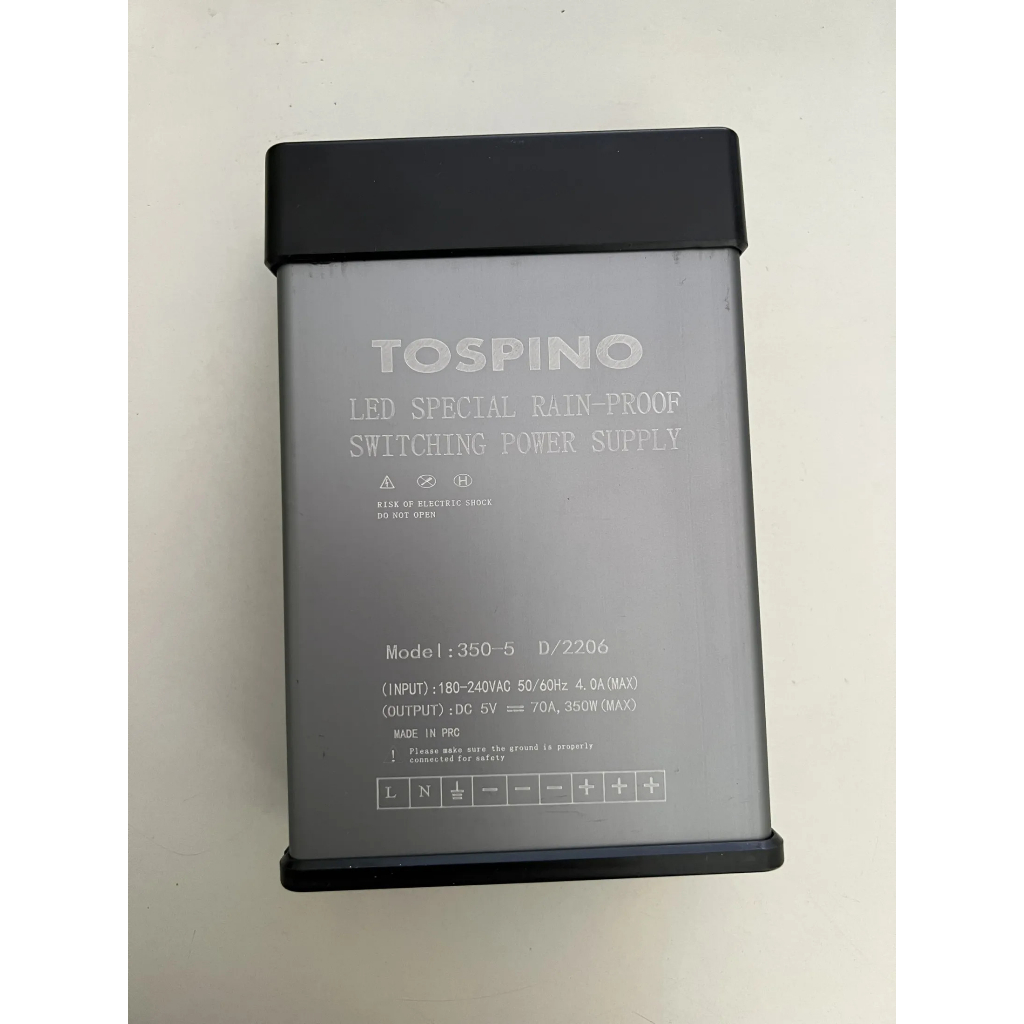 TOSPINO
LED SPECIAL RAIN-PROOF
SWITCHING POWER SUPPLY
RISK OF ELECTRIC SHOCK
DO NOT OPEN
Model:350-5 D/2206
(INPUT):180-240VAC 50/60Hz 4.0A(MAX)
(OUTPUT):DC 5V ⎓ 70A,350W(MAX)
MADE IN PRC
! Please make sure the ground is properly
connected for safety
L N ⏚ - - - + + +